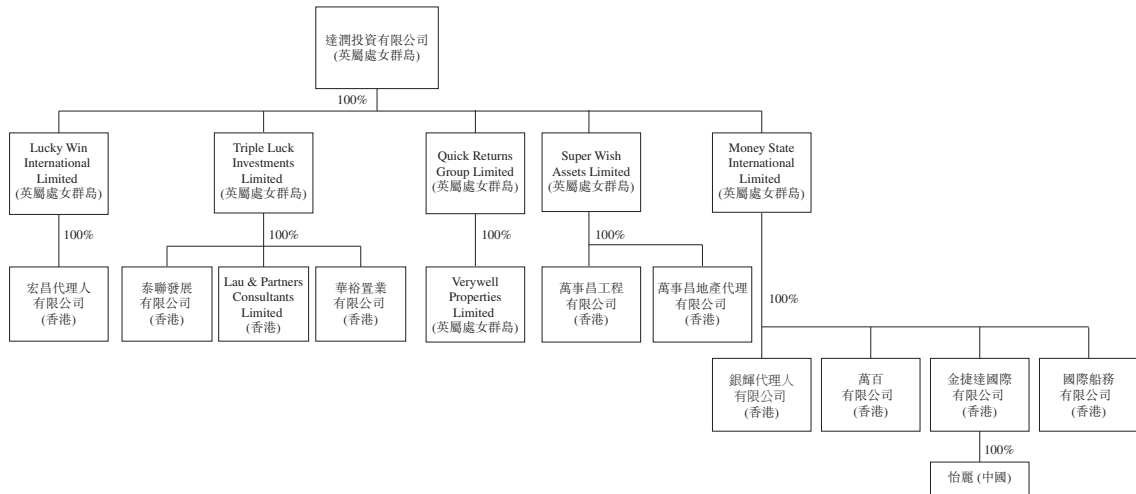 達潤投資有限公司
(英屬處女群島)
100%
Lucky Win
International
Limited
(英屬處女群島)
Triple Luck
Investments
Limited
(英屬處女群島)
Quick Returns
Group Limited
(英屬處女群島)
Super Wish
Assets Limited
(英屬處女群島)
Money State
International
Limited
(英屬處女群島)
100%
100%
100%
100%
宏昌代理人
有限公司
(香港)
泰聯發展
有限公司
(香港)
Lau & Partners
Consultants
Limited
(香港)
華裕置業
有限公司
(香港)
Verywell
Properties
Limited
(英屬處女群島)
萬事昌工程
有限公司
(香港)
萬事昌地產代理
有限公司
(香港)
100%
銀輝代理人
有限公司
(香港)
萬百
有限公司
(香港)
金捷達國際
有限公司
(香港)
國際船務
有限公司
(香港)
100%
怡麗 (中國)